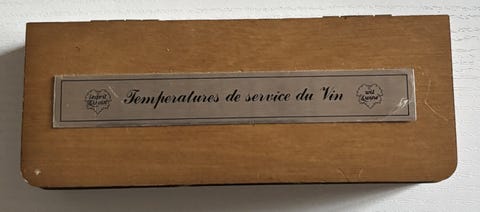 Temperatures de service du Vin